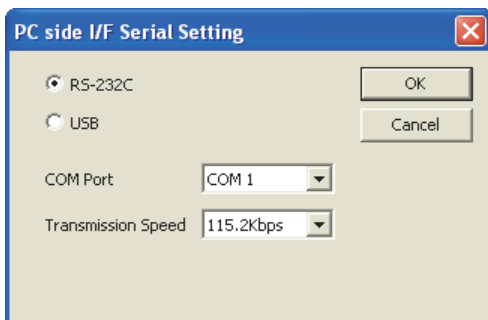 PC side I/F Serial Setting
RS-232C
OK
USB
Cancel
COM Port
COM 1
Transmission Speed
115.2Kbps